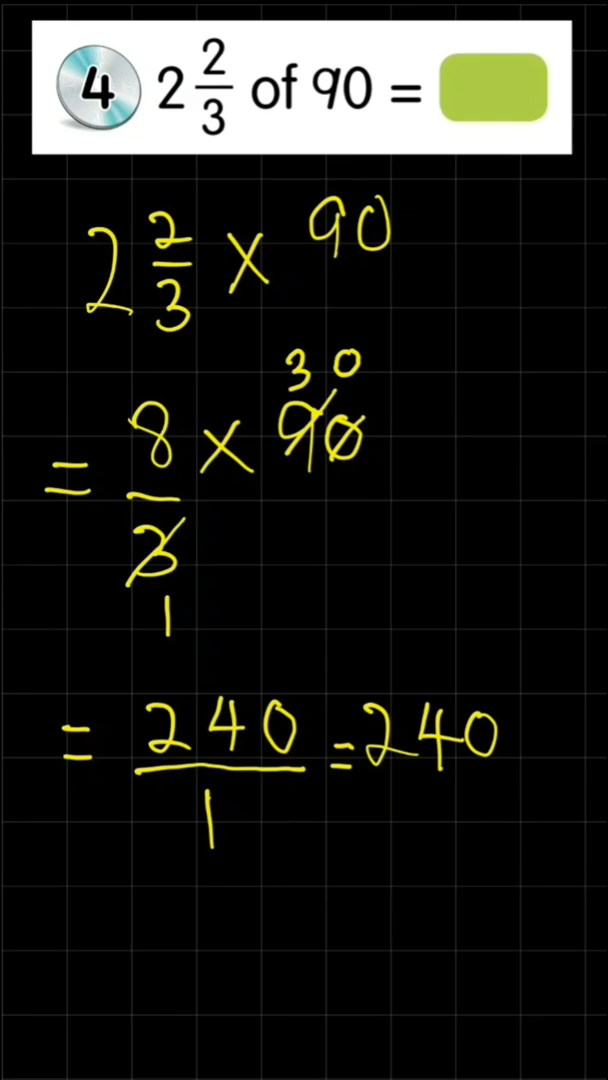 4 2 2/3 of 90 =
2 2/3 × 90
30
= 8/3 × 90
1
= 240/1 = 240